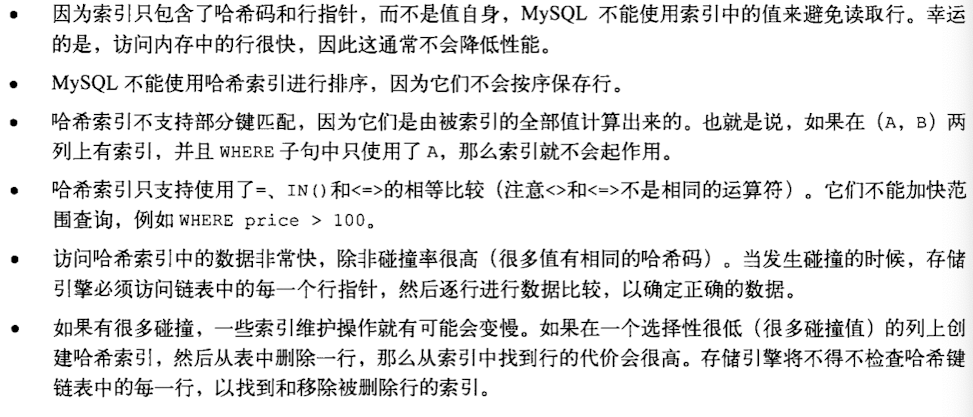 • 因为索引只包含了哈希码和行指针，而不是值自身，MySQL 不能使用索引中的值来避免读取行。幸运
的是，访问内存中的行很快，因此这通常不会降低性能。
• MySQL 不能使用哈希索引进行排序，因为它们不会按序保存行。
• 哈希索引不支持部分键匹配，因为它们是由被索引的全部值计算出来的。也就是说，如果在（A，B）两
列上有索引，并且 WHERE 子句中只使用了 A，那么索引就不会起作用。
• 哈希索引只支持使用了=、IN()和<=>的相等比较（注意<>和<=>不是相同的运算符）。它们不能加快范
围查询，例如 WHERE price > 100。
• 访问哈希索引中的数据非常快，除非碰撞率很高（很多值有相同的哈希码）。当发生碰撞的时候，存储
引擎必须访问链表中的每一个行指针，然后逐行进行数据比较，以确定正确的数据。
• 如果有很多碰撞，一些索引维护操作就有可能会变慢。如果在一个选择性很低（很多碰撞值）的列上创
建哈希索引，然后从表中删除一行，那么从索引中找到行的代价会很高。存储引擎将不得不检查哈希键
链表中的每一行，以找到和移除被删除行的索引。